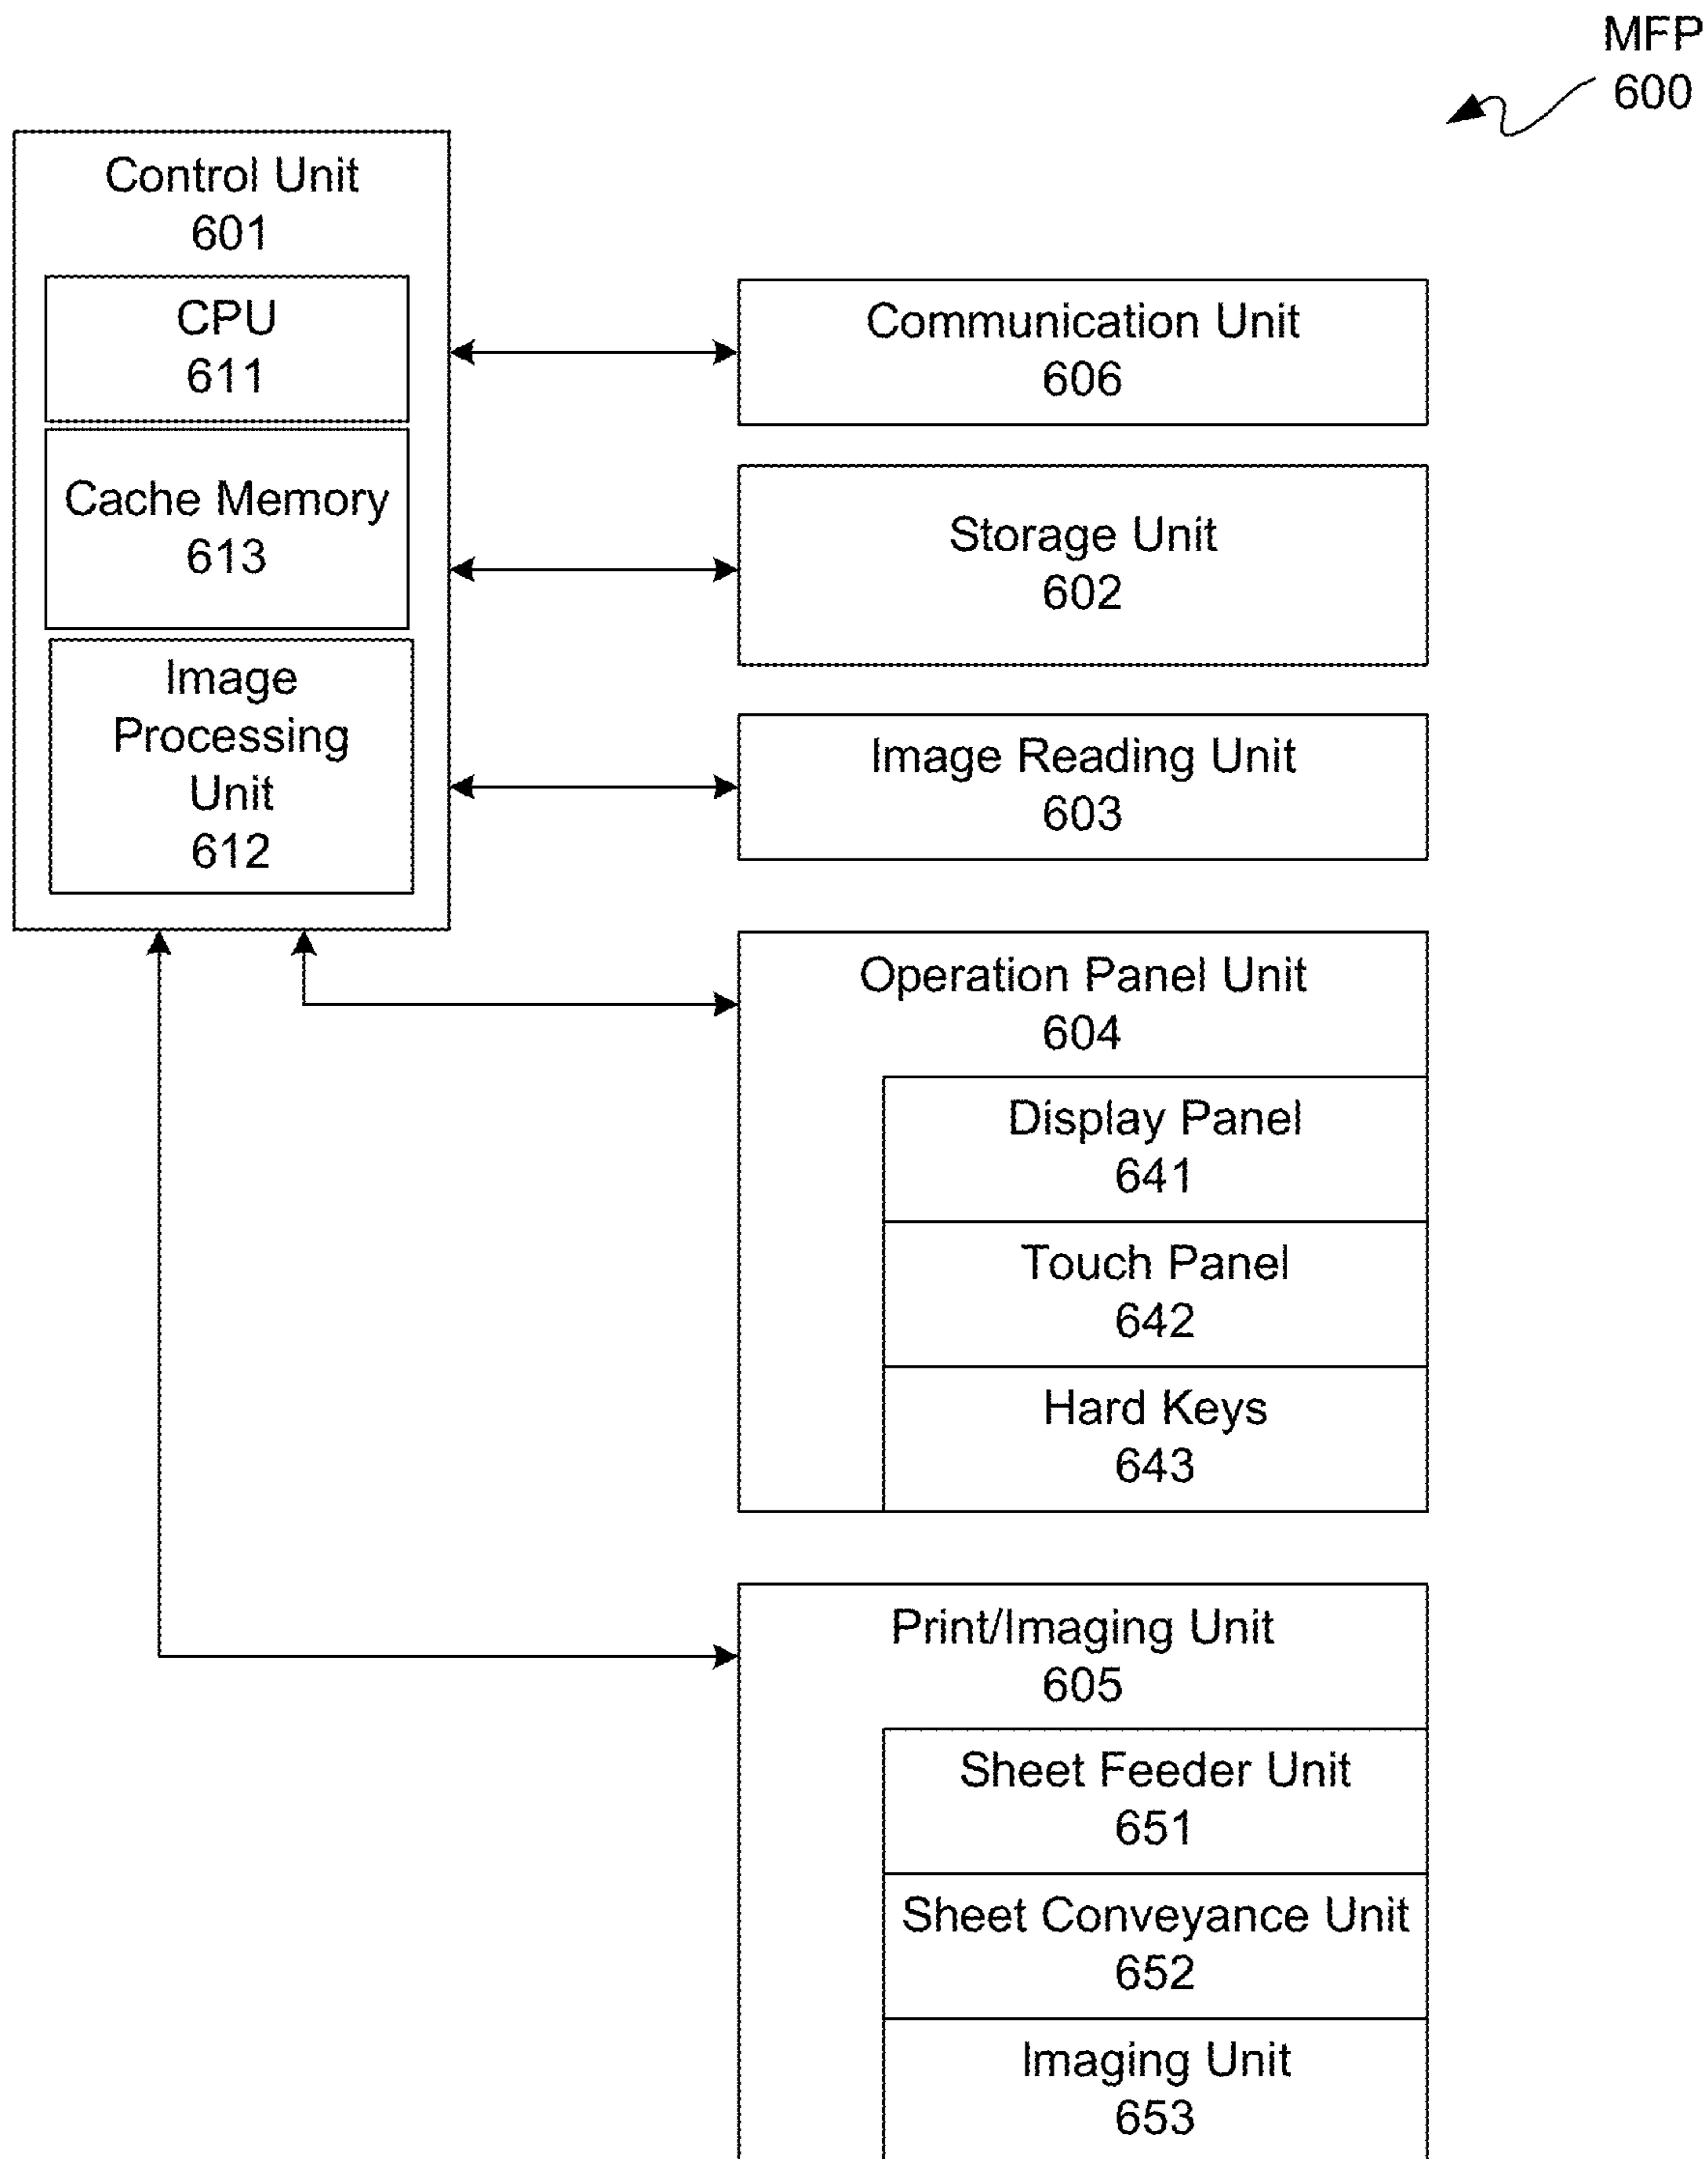 MFP
600
Control Unit
601
CPU
611
Cache Memory
613
Image
Processing
Unit
612
Communication Unit
606
Storage Unit
602
Image Reading Unit
603
Operation Panel Unit
604
Display Panel
641
Touch Panel
642
Hard Keys
643
Print/Imaging Unit
605
Sheet Feeder Unit
651
Sheet Conveyance Unit
652
Imaging Unit
653